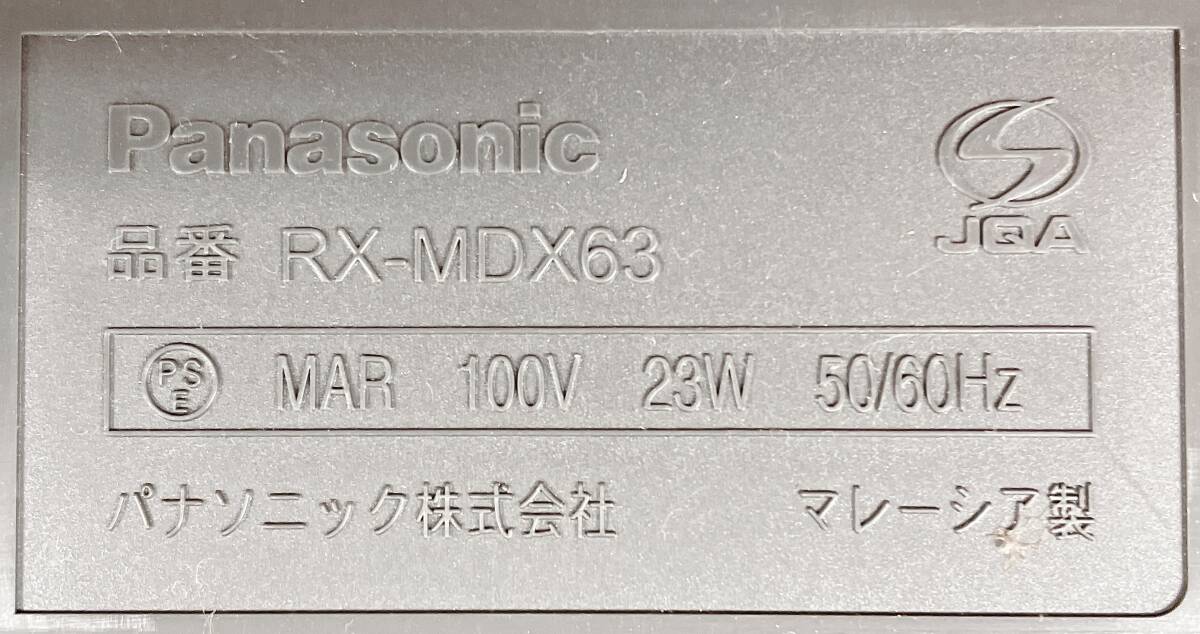 Panasonic
JQA
品番 RX-MDX63
PSE MAR 100V 23W 50/60Hz
パナソニック株式会社 マレーシア製